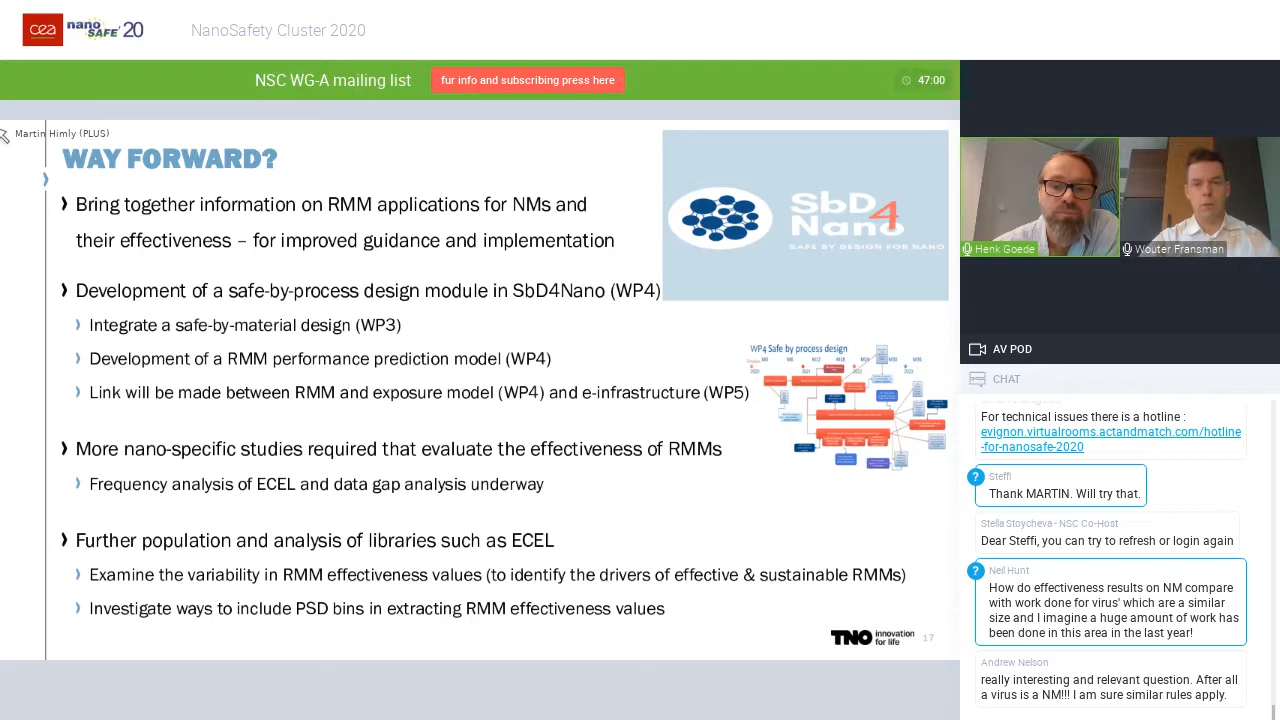 cea
nano
SAFE' 20
NanoSafety Cluster 2020
NSC WG-A mailing list
fur info and subscribing press here
47:00
Martin Himly (PLUS)
WAY FORWARD?
Bring together information on RMM applications for NMs and
their effectiveness – for improved guidance and implementation
Development of a safe-by-process design module in SbD4Nano (WP4)
Integrate a safe-by-material design (WP3)
Development of a RMM performance prediction model (WP4)
Link will be made between RMM and exposure model (WP4) and e-infrastructure (WP5)
More nano-specific studies required that evaluate the effectiveness of RMMs
Frequency analysis of ECEL and data gap analysis underway
Further population and analysis of libraries such as ECEL
Examine the variability in RMM effectiveness values (to identify the drivers of effective & sustainable RMMs)
Investigate ways to include PSD bins in extracting RMM effectiveness values
SbD
4
Nano
SAFE BY DESIGN FOR NANO
WP4 Safe by process design
TNO innovation
for life
17
Henk Goede
Wouter Fransman
AV POD
CHAT
For technical issues there is a hotline :
evignon.virtualrooms.actandmatch.com/hotline
-for-nanosafe-2020
?
Steffi
Thank MARTIN. Will try that.
Stella Stoycheva - NSC Co-Host
Dear Steffi, you can try to refresh or login again
?
Neil Hunt
How do effectiveness results on NM compare
with work done for virus' which are a similar
size and I imagine a huge amount of work has
been done in this area in the last year!
Andrew Nelson
really interesting and relevant question. After all
a virus is a NM!!! I am sure similar rules apply.